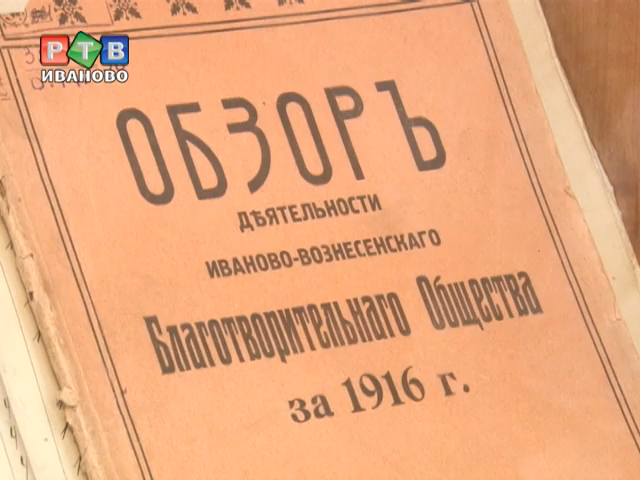 РТВ
ИВАНОВО
ОБЗОРЪ
ДѢЯТЕЛЬНОСТИ
ИВАНОВО-ВОЗНЕСЕНСКАГО
Благотворительнаго Общества
за 1916 г.